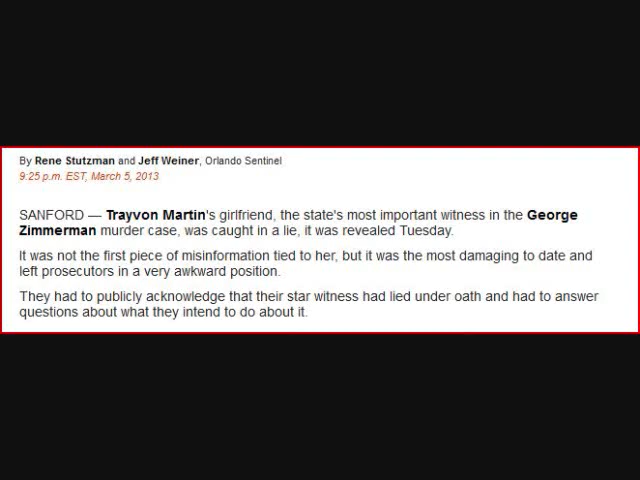 By Rene Stutzman and Jeff Weiner, Orlando Sentinel
9:25 p.m. EST, March 5, 2013
SANFORD — Trayvon Martin's girlfriend, the state's most important witness in the George
Zimmerman murder case, was caught in a lie, it was revealed Tuesday.
It was not the first piece of misinformation tied to her, but it was the most damaging to date and
left prosecutors in a very awkward position.
They had to publicly acknowledge that their star witness had lied under oath and had to answer
questions about what they intend to do about it.